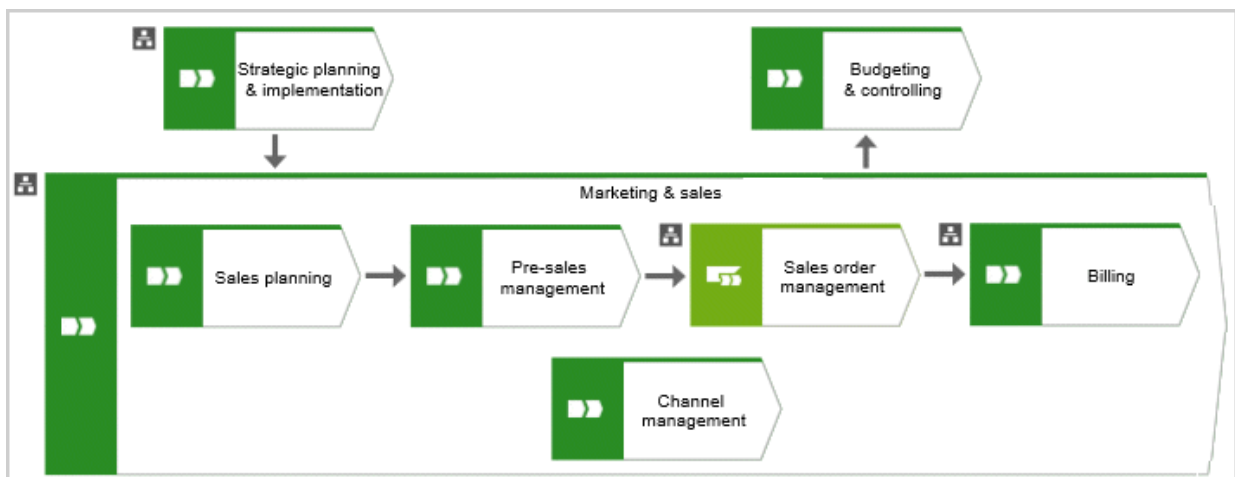 Strategic planning
& implementation
Budgeting
& controlling
Marketing & sales
Sales planning
Pre-sales
management
Sales order
management
Billing
Channel
management